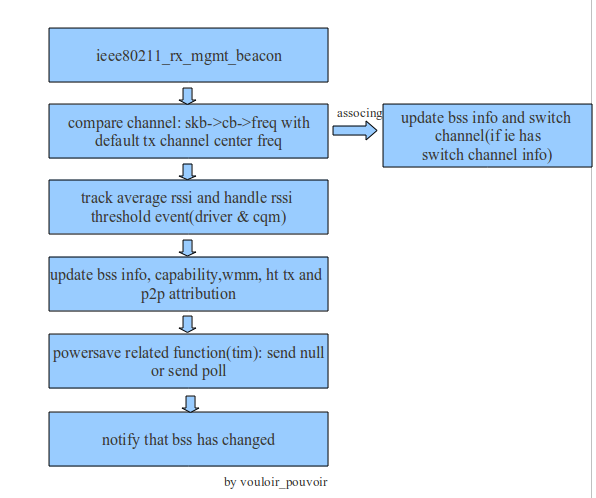 ieee80211_rx_mgmt_beacon
compare channel: skb->cb->freq with
default tx channel center freq
associng
update bss info and switch
channel(if ie has
switch channel info)
track average rssi and handle rssi
threshold event(driver & cqm)
update bss info, capability,wmm, ht tx and
p2p attribution
powersave related function(tim): send null
or send poll
notify that bss has changed
by vouloir_pouvoir